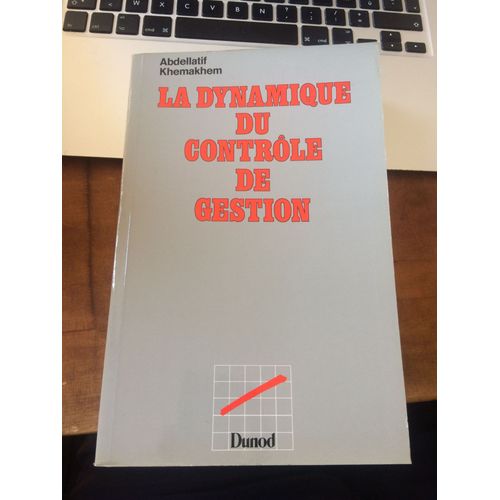 Abdellatif
Khemakhem
LA DYNAMIQUE
DU
CONTRÔLE
DE
GESTION
Dunod